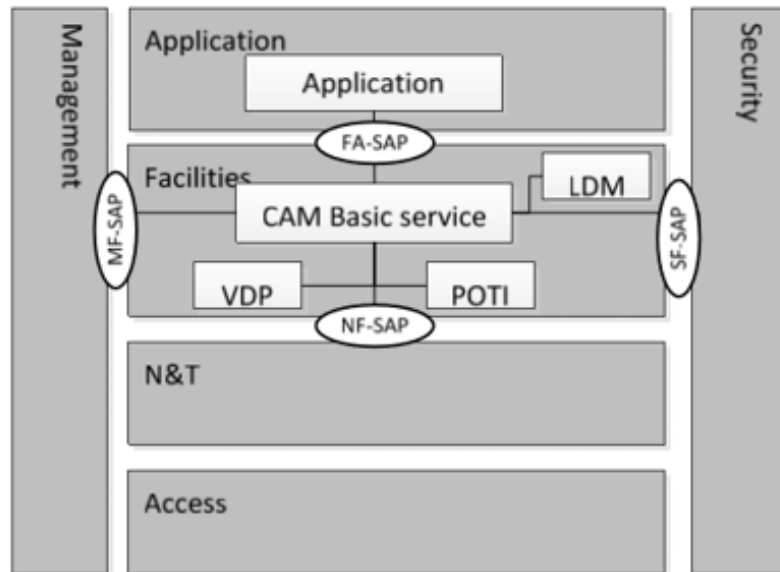 Management
Application
Application
FA-SAP
Security
Facilities
LDM
CAM Basic service
MF-SAP
SF-SAP
VDP
POTI
NF-SAP
N&T
Access